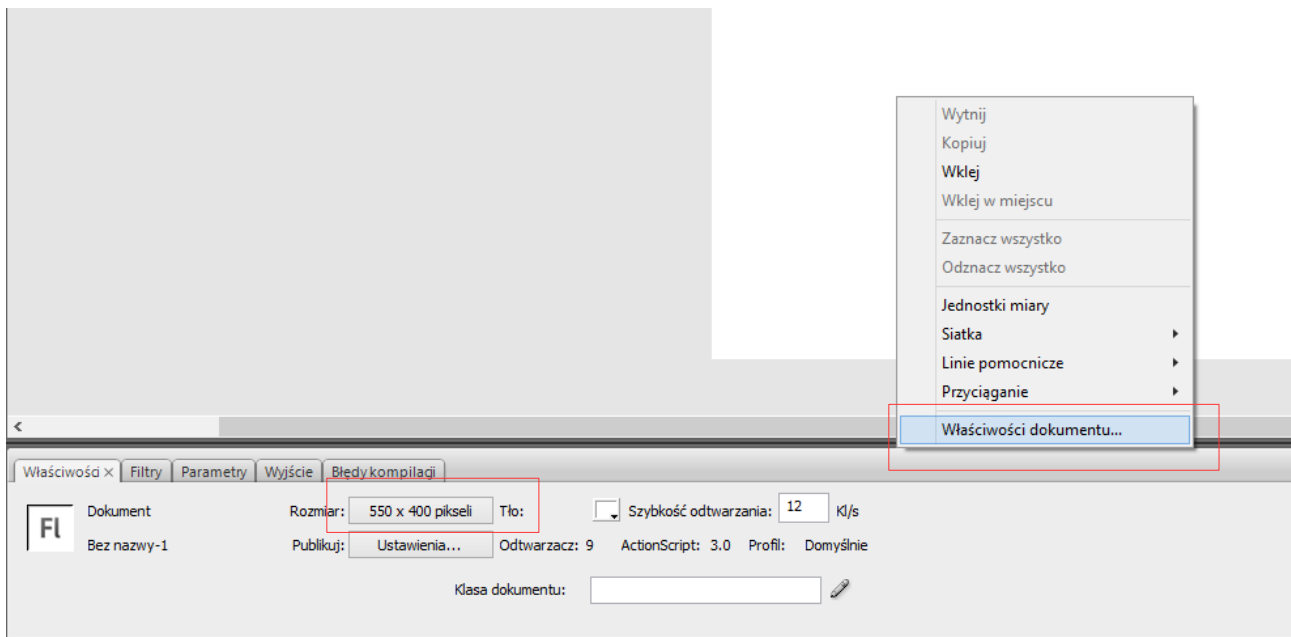 Wytnij
Kopiuj
Wklej
Wklej w miejscu
Zaznacz wszystko
Odznacz wszystko
Jednostki miary
Siatka
Linie pomocnicze
Przyciąganie
Właściwości dokumentu...
Właściwości × Filtry Parametry Wyjście Błędy kompilacji
Fl Dokument Rozmiar: 550 x 400 pikseli Tło: Szybkość odtwarzania: 12 Kl/s
Bez nazwy-1 Publikuj: Ustawienia... Odtwarzacz: 9 ActionScript: 3.0 Profil: Domyślnie
Klasa dokumentu: